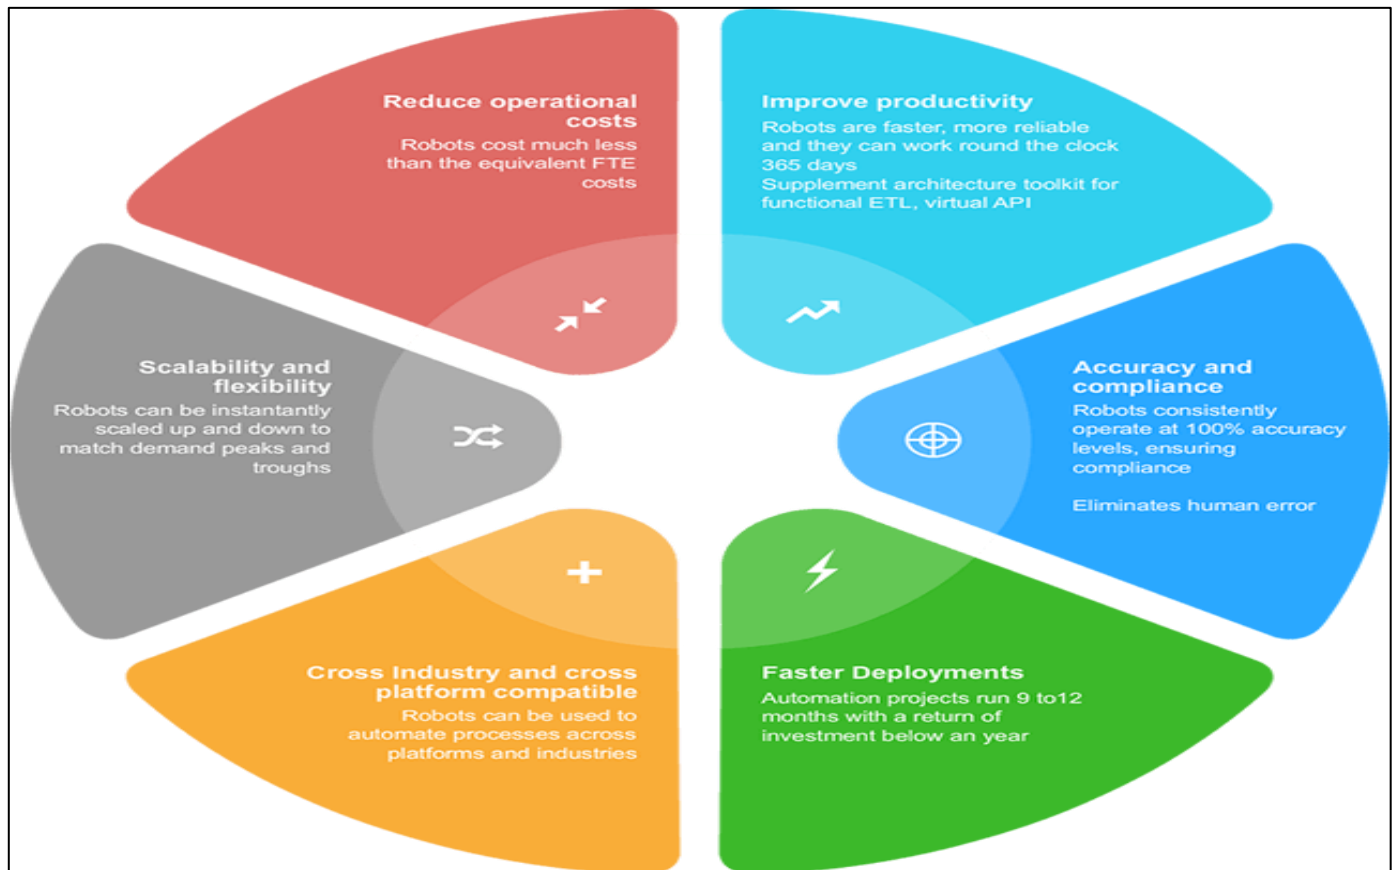 Reduce operational
costs
Robots cost much less
than the equivalent FTE
costs
Improve productivity
Robots are faster, more reliable
and they can work round the clock
365 days
Supplement architecture toolkit for
functional ETL, virtual API
Scalability and
flexibility
Robots can be instantantly
scaled up and down to
match demand peaks and
troughs
Accuracy and
compliance
Robots consistently
operate at 100% accuracy
levels, ensuring
compliance
Eliminates human error
Cross Industry and cross
platform compatible
Robots can be used to
automate processes across
platforms and industries
Faster Deployments
Automation projects run 9 to12
months with a return of
investment below an year